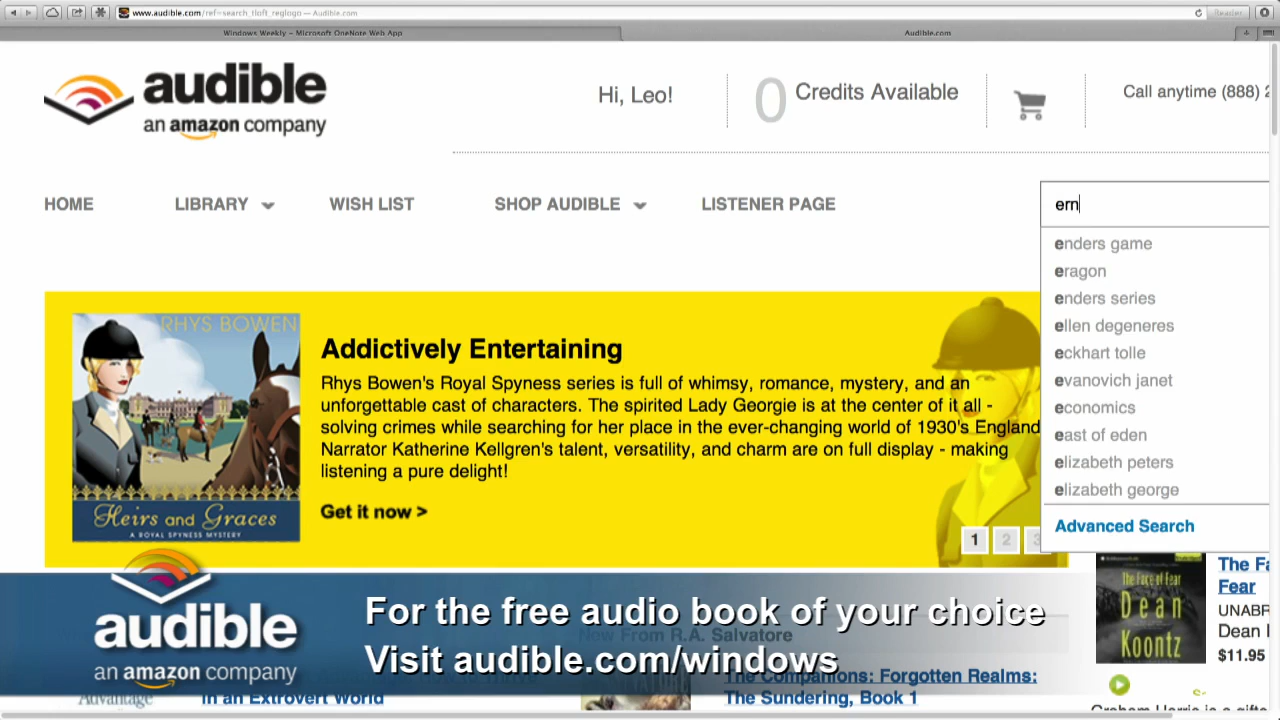 www.audible.com/ref=search_tloft_reglogo — Audible.com
Reader
Windows Weekly – Microsoft OneNote Web App
Audible.com
audible
an amazon company
Hi, Leo!
0 Credits Available
Call anytime (888) 2
HOME
LIBRARY
WISH LIST
SHOP AUDIBLE
LISTENER PAGE
ern
enders game
eragon
enders series
ellen degeneres
eckhart tolle
evanovich janet
economics
east of eden
elizabeth peters
elizabeth george
Advanced Search
RHYS BOWEN
Heirs and Graces
A ROYAL SPYNESS MYSTERY
Addictively Entertaining
Rhys Bowen's Royal Spyness series is full of whimsy, romance, mystery, and an
unforgettable cast of characters. The spirited Lady Georgie is at the center of it all -
solving crimes while searching for her place in the ever-changing world of 1930's England
Narrator Katherine Kellgren's talent, versatility, and charm are on full display - making
listening a pure delight!
Get it now >
1 2 3
The Face of Fear
Dean
Koontz
The Fa
Fear
UNABR
Dean
$11.95
audible
an amazon company
For the free audio book of your choice
Visit audible.com/windows
New From R.A. Salvatore
Advantage
in an Extrovert World
The Companions: Forgotten Realms:
The Sundering, Book 1